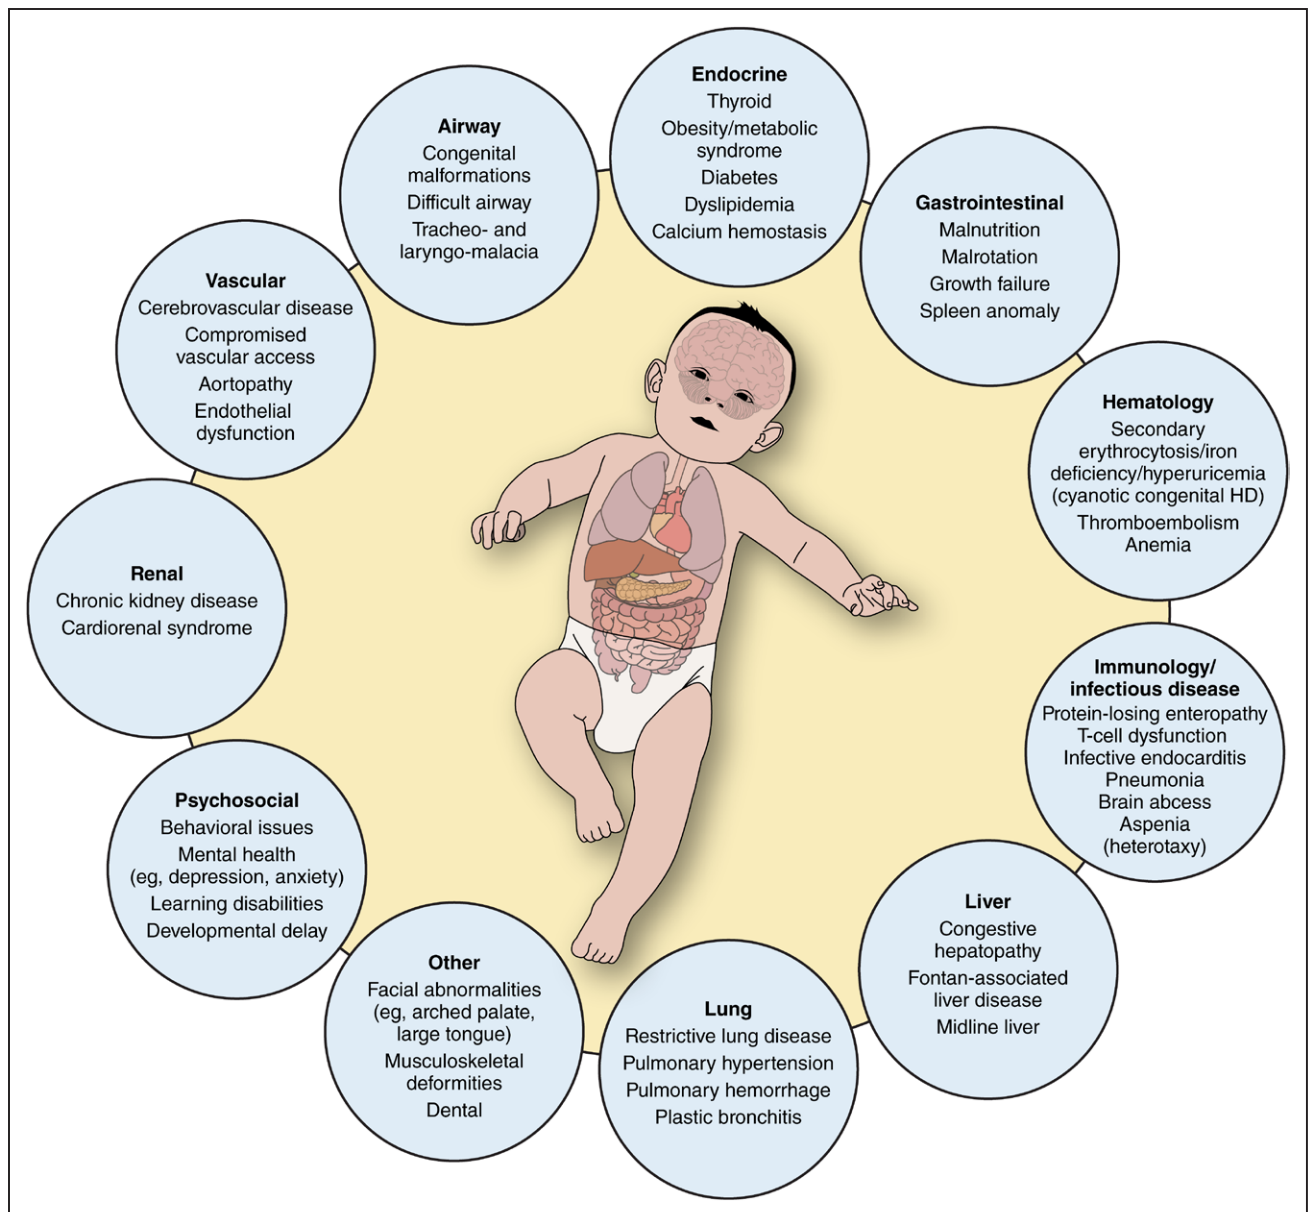 Endocrine
Thyroid
Obesity/metabolic
syndrome
Diabetes
Dyslipidemia
Calcium hemostasis
Airway
Congenital
malformations
Difficult airway
Tracheo- and
laryngo-malacia
Gastrointestinal
Malnutrition
Malrotation
Growth failure
Spleen anomaly
Vascular
Cerebrovascular disease
Compromised
vascular access
Aortopathy
Endothelial
dysfunction
Hematology
Secondary
erythrocytosis/iron
deficiency/hyperuricemia
(cyanotic congenital HD)
Thromboembolism
Anemia
Renal
Chronic kidney disease
Cardiorenal syndrome
Immunology/
infectious disease
Protein-losing enteropathy
T-cell dysfunction
Infective endocarditis
Pneumonia
Brain abcess
Aspenia
(heterotaxy)
Psychosocial
Behavioral issues
Mental health
(eg, depression, anxiety)
Learning disabilities
Developmental delay
Liver
Congestive
hepatopathy
Fontan-associated
liver disease
Midline liver
Other
Facial abnormalities
(eg, arched palate,
large tongue)
Musculoskeletal
deformities
Dental
Lung
Restrictive lung disease
Pulmonary hypertension
Pulmonary hemorrhage
Plastic bronchitis